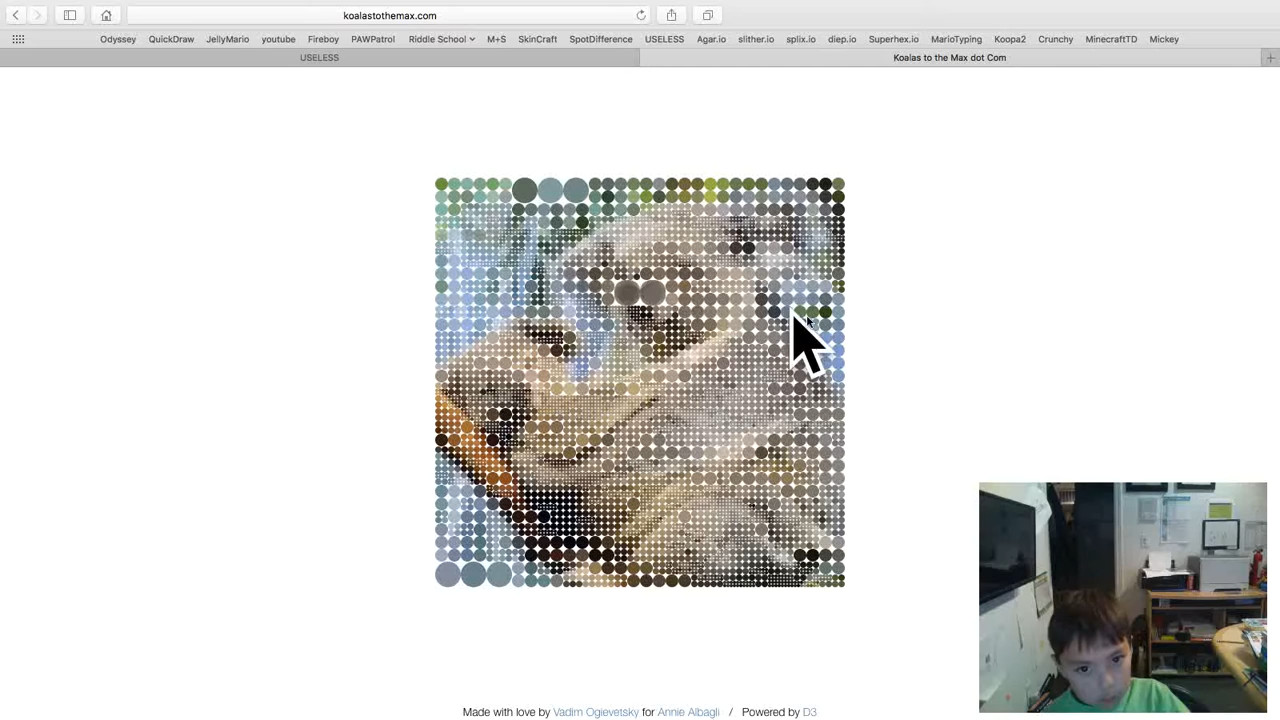 koalastothemax.com
Odyssey QuickDraw JellyMario youtube Fireboy PAWPatrol Riddle School M+S SkinCraft SpotDifference USELESS Agar.io slither.io splix.io diep.io Superhex.io MarioTyping Koopa2 Crunchy MinecraftTD Mickey
USELESS Koalas to the Max dot Com
Made with love by Vadim Ogievetsky for Annie Albagli / Powered by D3